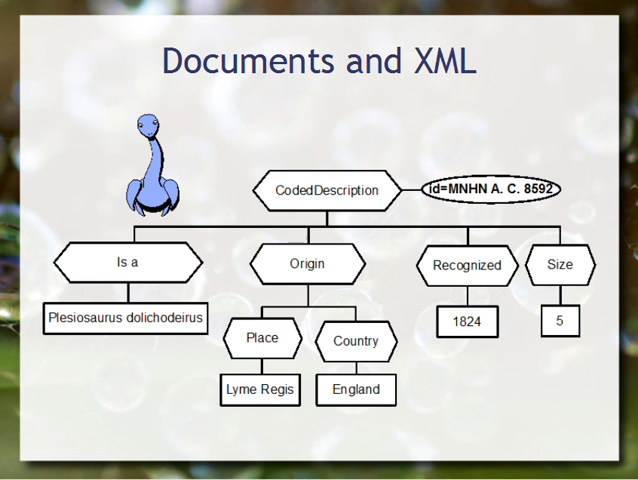 Documents and XML
CodedDescription
id=MNHN A. C. 8592
Is a
Origin
Recognized
Size
Plesiosaurus dolichodeirus
Place
Country
1824
5
Lyme Regis
England